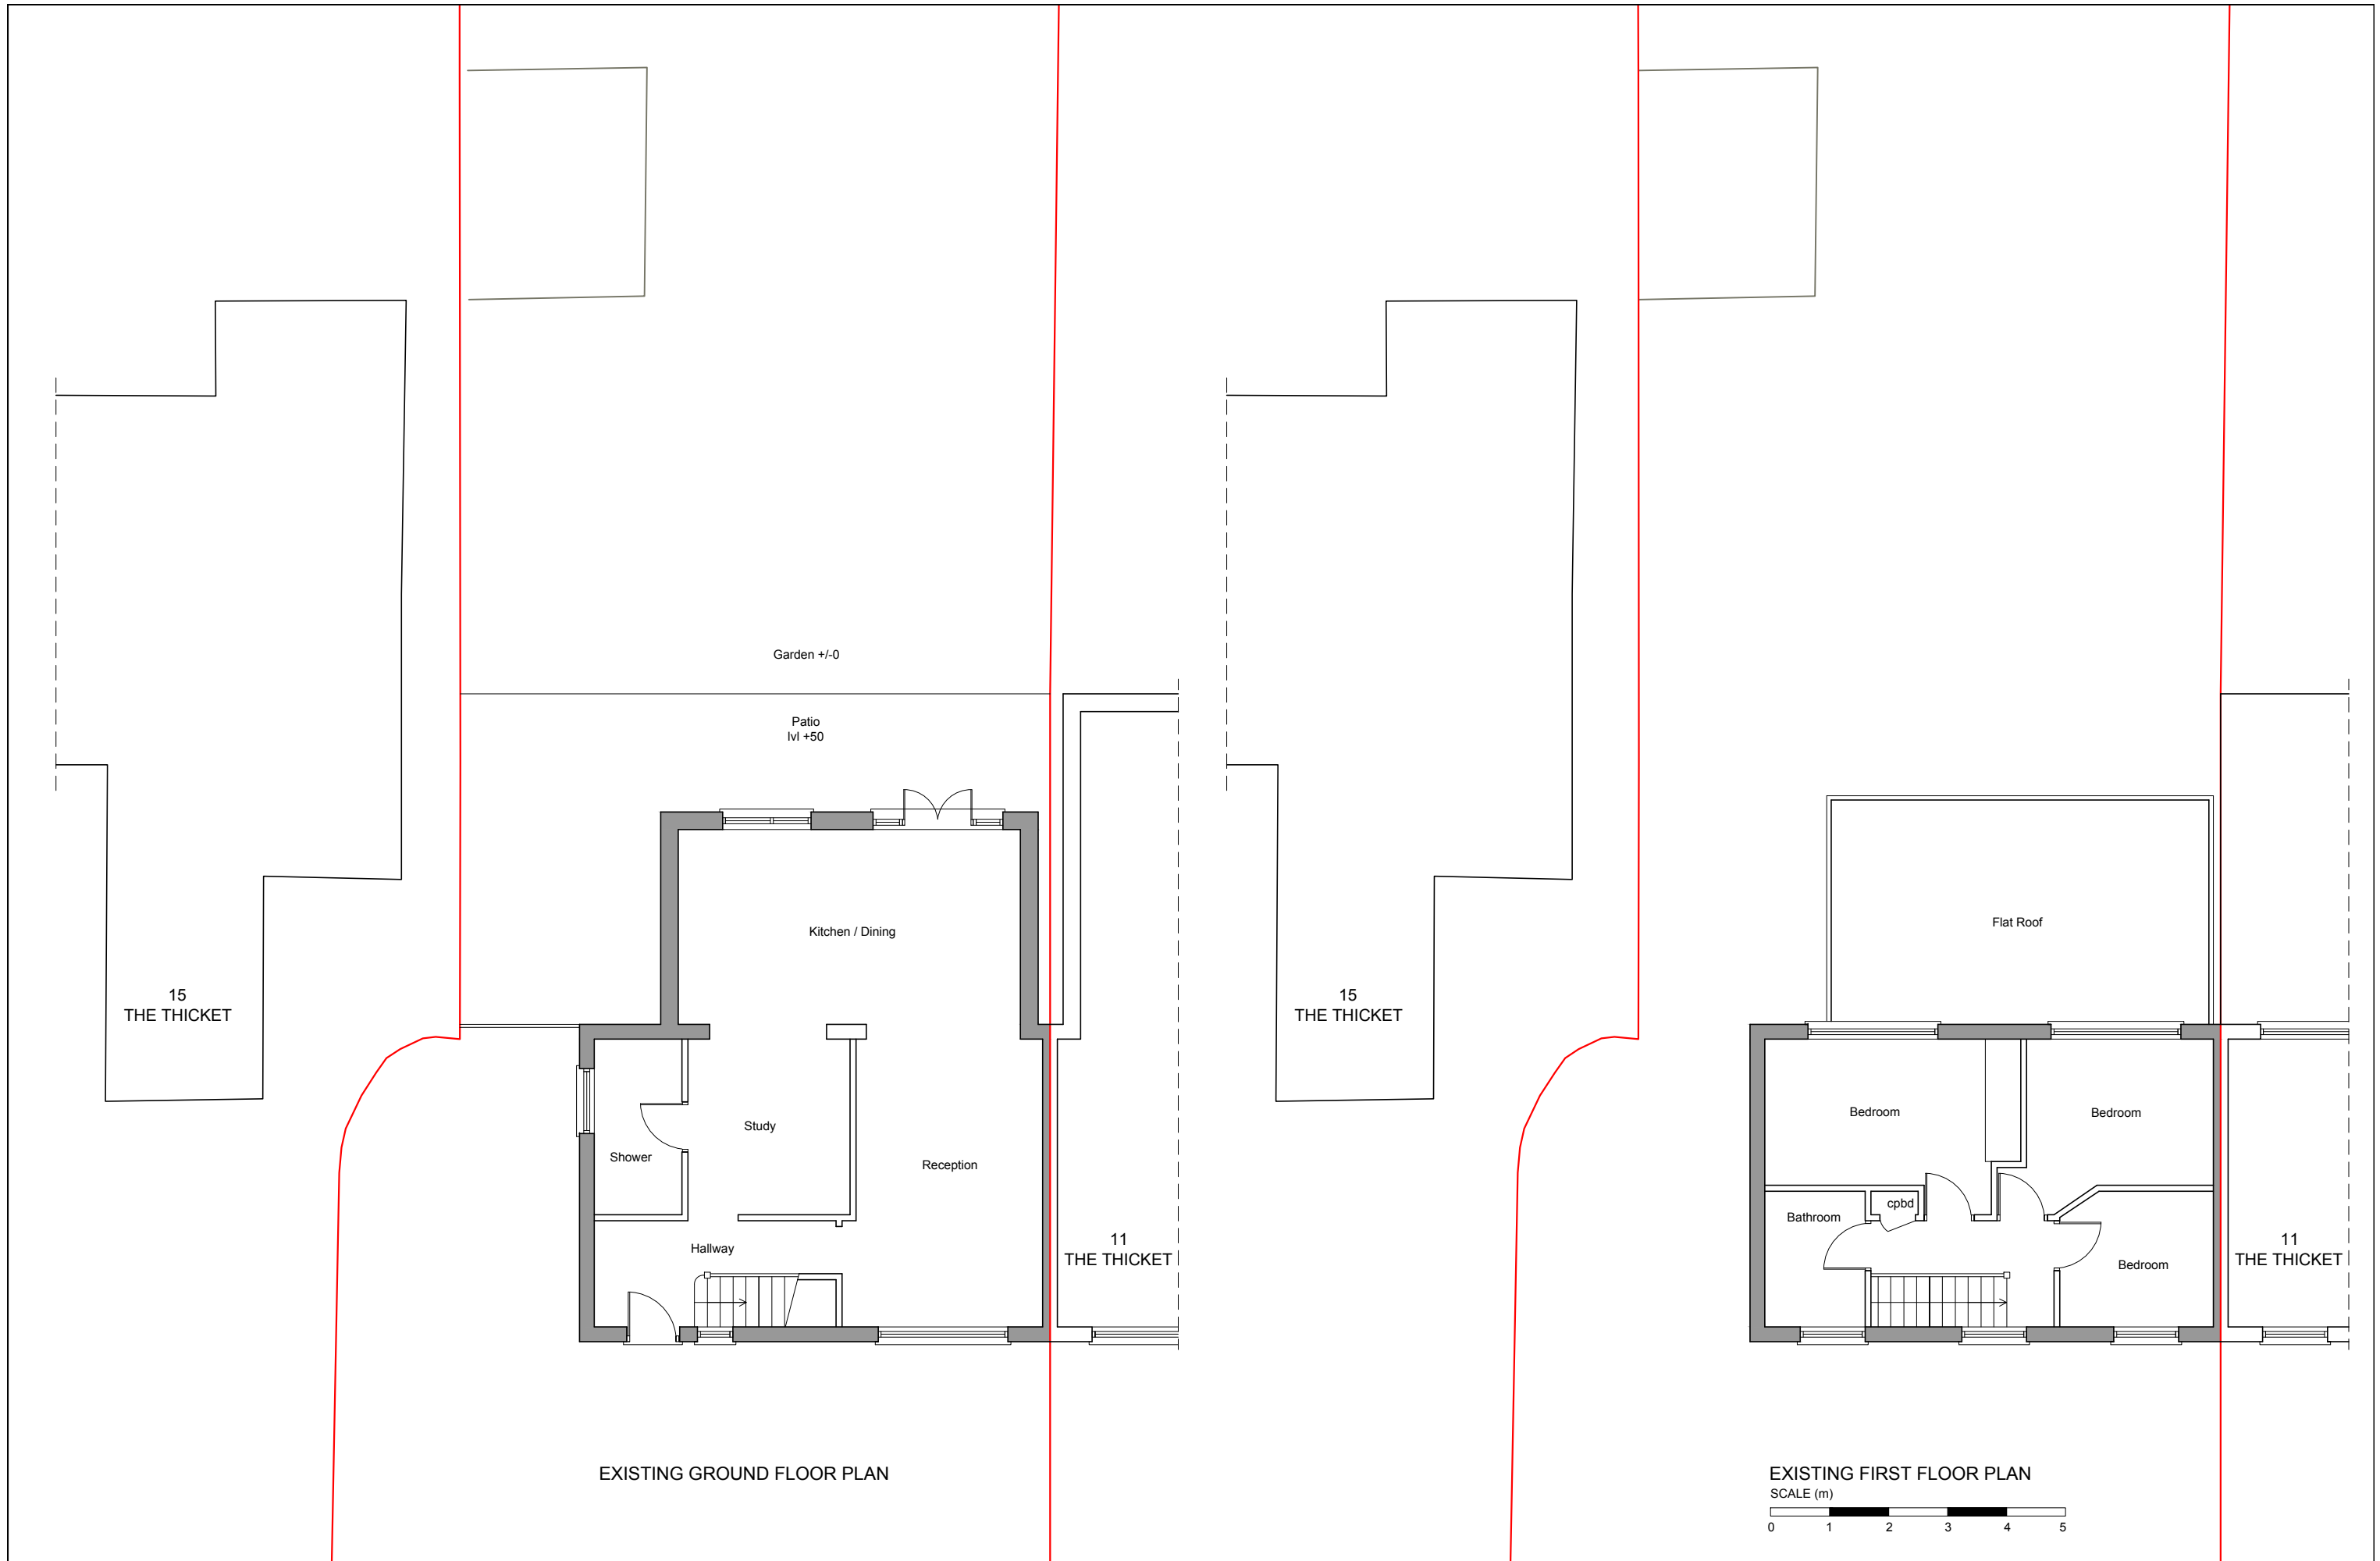 Garden +/-0
Patio
lvl +50
Kitchen / Dining
15
THE THICKET
Study
Shower
Reception
Hallway
11
THE THICKET
EXISTING GROUND FLOOR PLAN
15
THE THICKET
Flat Roof
Bedroom
Bedroom
cpbd
Bathroom
Bedroom
11
THE THICKET
EXISTING FIRST FLOOR PLAN
SCALE (m)
0 1 2 3 4 5